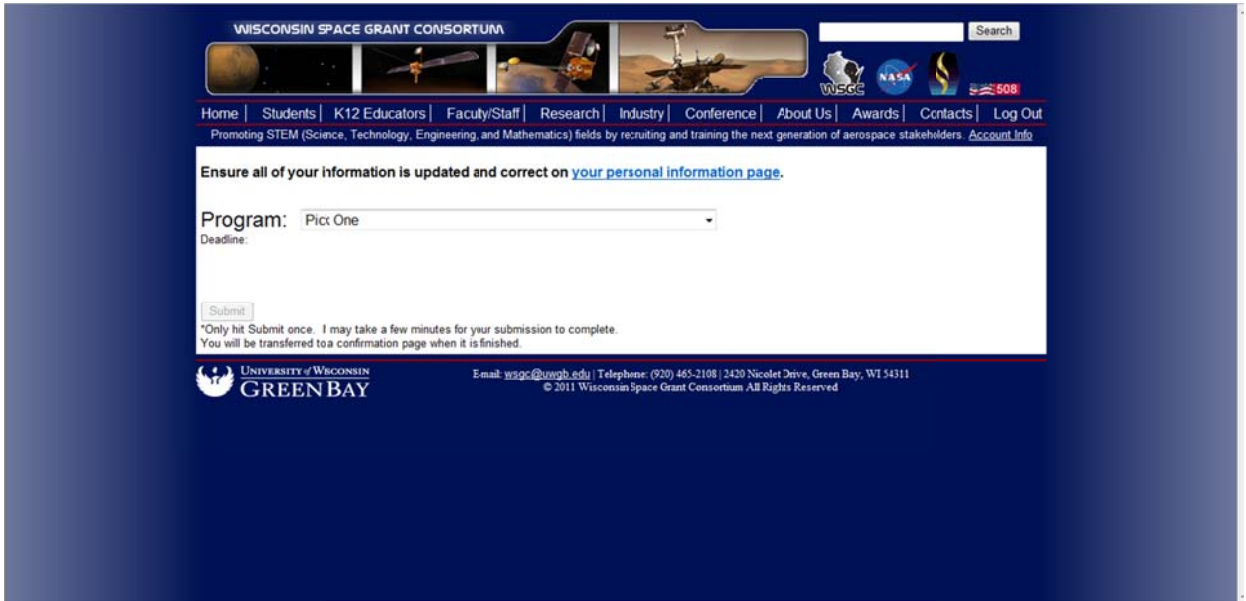 WISCONSIN SPACE GRANT CONSORTIUM
Search
WSGC
NASA
508
Home | Students | K12 Educators | Faculty/Staff | Research | Industry | Conference | About Us | Awards | Contacts | Log Out
Promoting STEM (Science, Technology, Engineering, and Mathematics) fields by recruiting and training the next generation of aerospace stakeholders. Account Info
Ensure all of your information is updated and correct on your personal information page.
Program: Pick One
Deadline:
Submit
*Only hit Submit once. I may take a few minutes for your submission to complete.
You will be transferred to a confirmation page when it is finished.
UNIVERSITY of WISCONSIN
GREEN BAY
Email: wsgc@uwgb.edu | Telephone: (920) 465-2108 | 2420 Nicolet Drive, Green Bay, WI 54311
© 2011 Wisconsin Space Grant Consortium All Rights Reserved